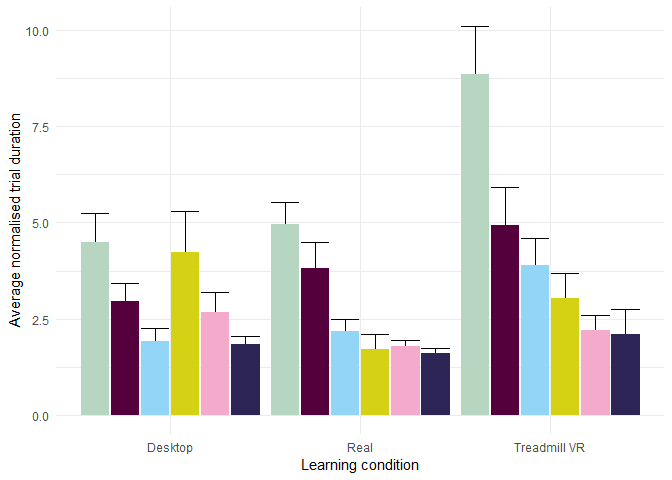 10.0
7.5
5.0
2.5
0.0
Average normalised trial duration
Desktop
Real
Treadmill VR
Learning condition